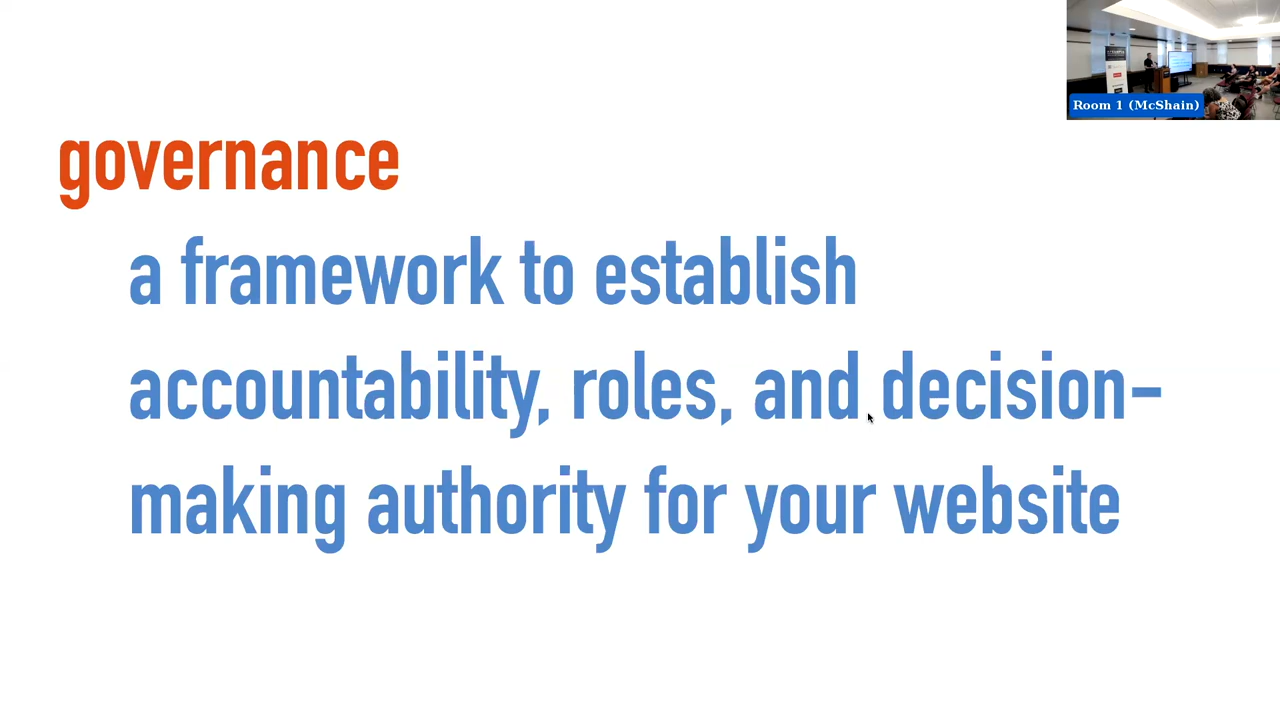 Room 1 (McShain)
governance
a framework to establish
accountability, roles, and decision-
making authority for your website